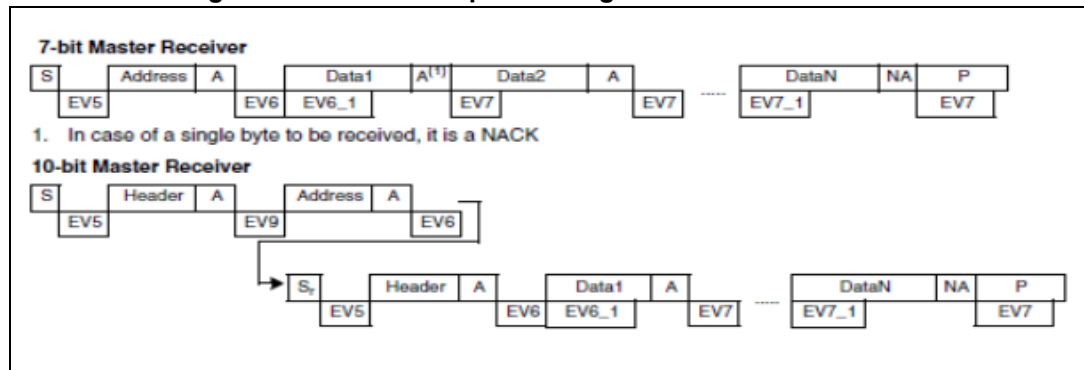 7-bit Master Receiver
S Address A Data1 A(1) Data2 A DataN NA P
EV5 EV6 EV6_1 EV7 EV7 ..... EV7_1 EV7
1. In case of a single byte to be received, it is a NACK
10-bit Master Receiver
S Header A Address A
EV5 EV9 EV6
Sr Header A Data1 A DataN NA P
EV5 EV6 EV6_1 EV7 ..... EV7_1 EV7